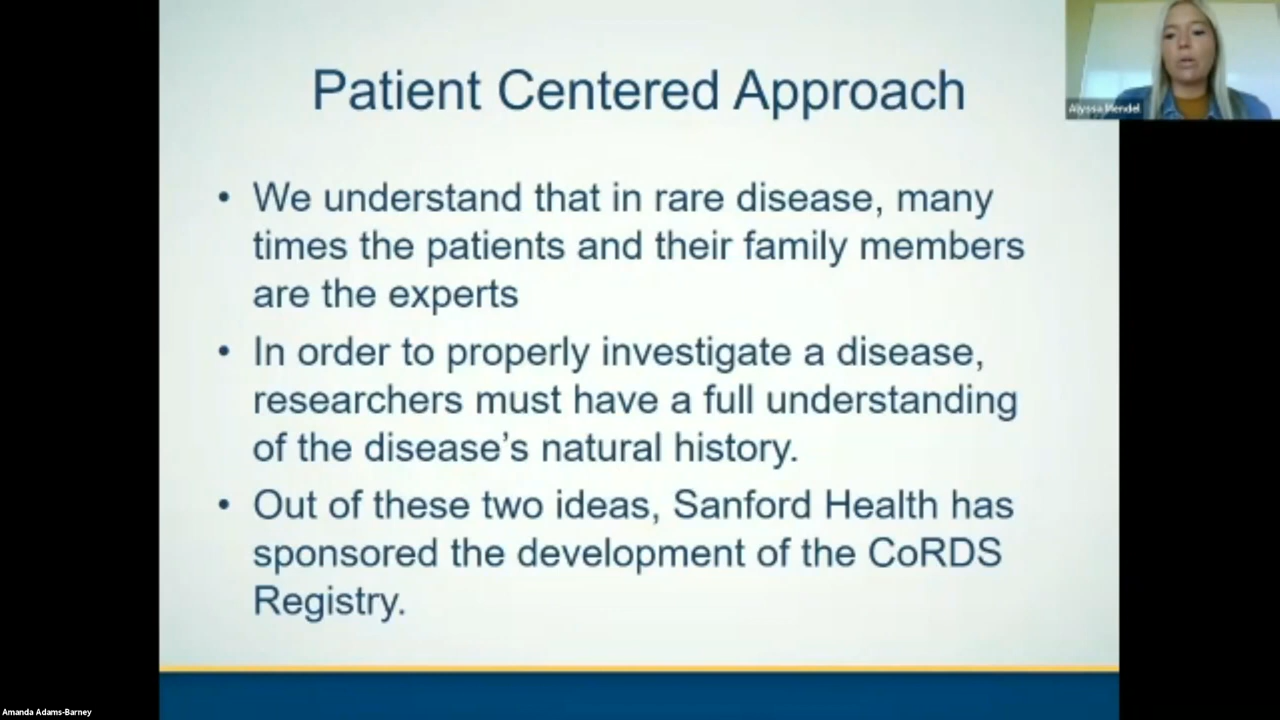 Patient Centered Approach
Alyssa Mendel
• We understand that in rare disease, many
times the patients and their family members
are the experts
• In order to properly investigate a disease,
researchers must have a full understanding
of the disease’s natural history.
• Out of these two ideas, Sanford Health has
sponsored the development of the CoRDS
Registry.
Amanda Adams-Barney